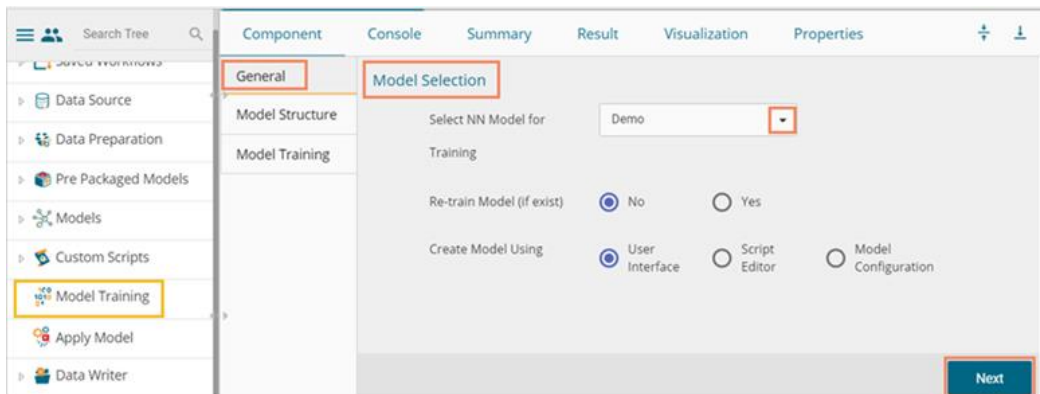 Search Tree
Component Console Summary Result Visualization Properties
Saved Workflows
Data Source
Data Preparation
Pre Packaged Models
Models
Custom Scripts
Model Training
Apply Model
Data Writer
General
Model Structure
Model Training
Model Selection
Select NN Model for
Training
Demo
Re-train Model (if exist)
No Yes
Create Model Using
User
Interface
Script
Editor
Model
Configuration
Next